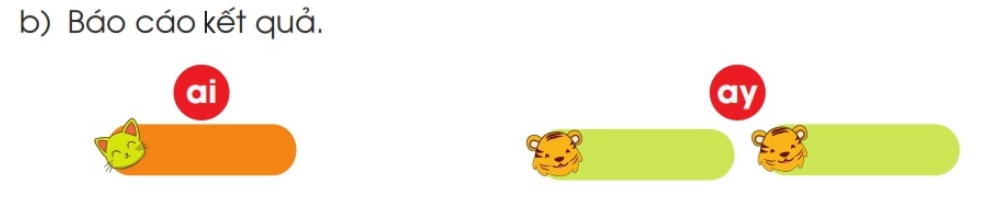 b) Báo cáo kết quả.
ai
ay